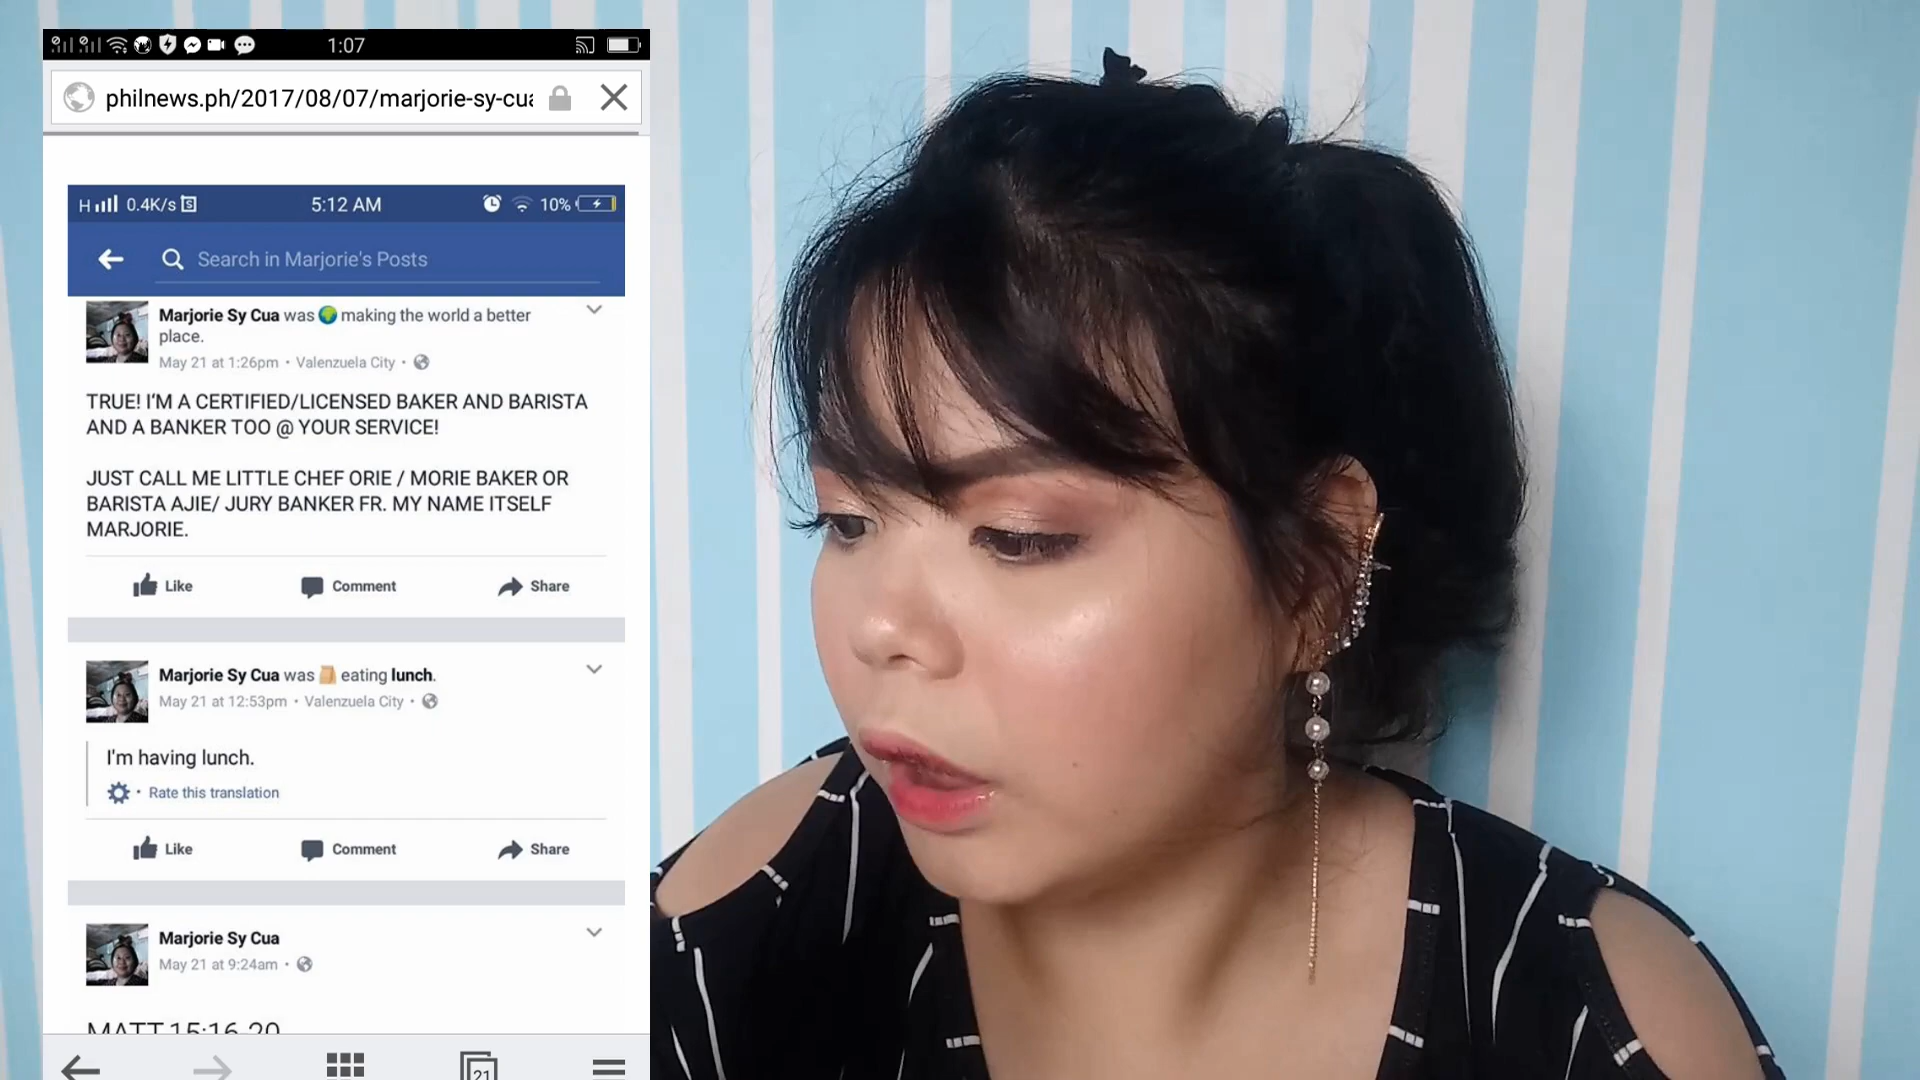 1:07
philnews.ph/2017/08/07/marjorie-sy-cua
H 0.4K/s S 5:12 AM 10%
Search in Marjorie's Posts
Marjorie Sy Cua was making the world a better
place.
May 21 at 1:26pm • Valenzuela City •
TRUE! I'M A CERTIFIED/LICENSED BAKER AND BARISTA
AND A BANKER TOO @ YOUR SERVICE!
JUST CALL ME LITTLE CHEF ORIE / MORIE BAKER OR
BARISTA AJIE/ JURY BANKER FR. MY NAME ITSELF
MARJORIE.
Like Comment Share
Marjorie Sy Cua was eating lunch.
May 21 at 12:53pm • Valenzuela City •
I'm having lunch.
• Rate this translation
Like Comment Share
Marjorie Sy Cua
May 21 at 9:24am •
MATT 15:16-20
21